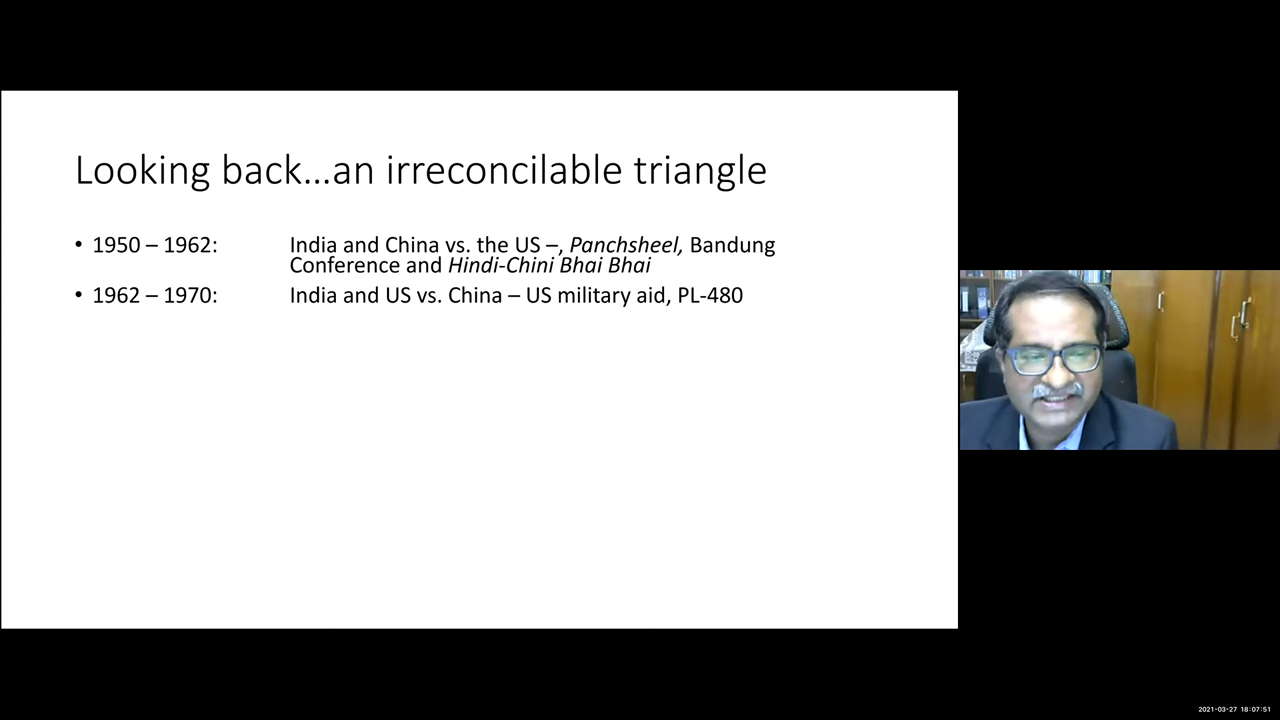 Looking back...an irreconcilable triangle
• 1950 – 1962: India and China vs. the US –, Panchsheel, Bandung
Conference and Hindi-Chini Bhai Bhai
• 1962 – 1970: India and US vs. China – US military aid, PL-480
2021-03-27 18:07:51